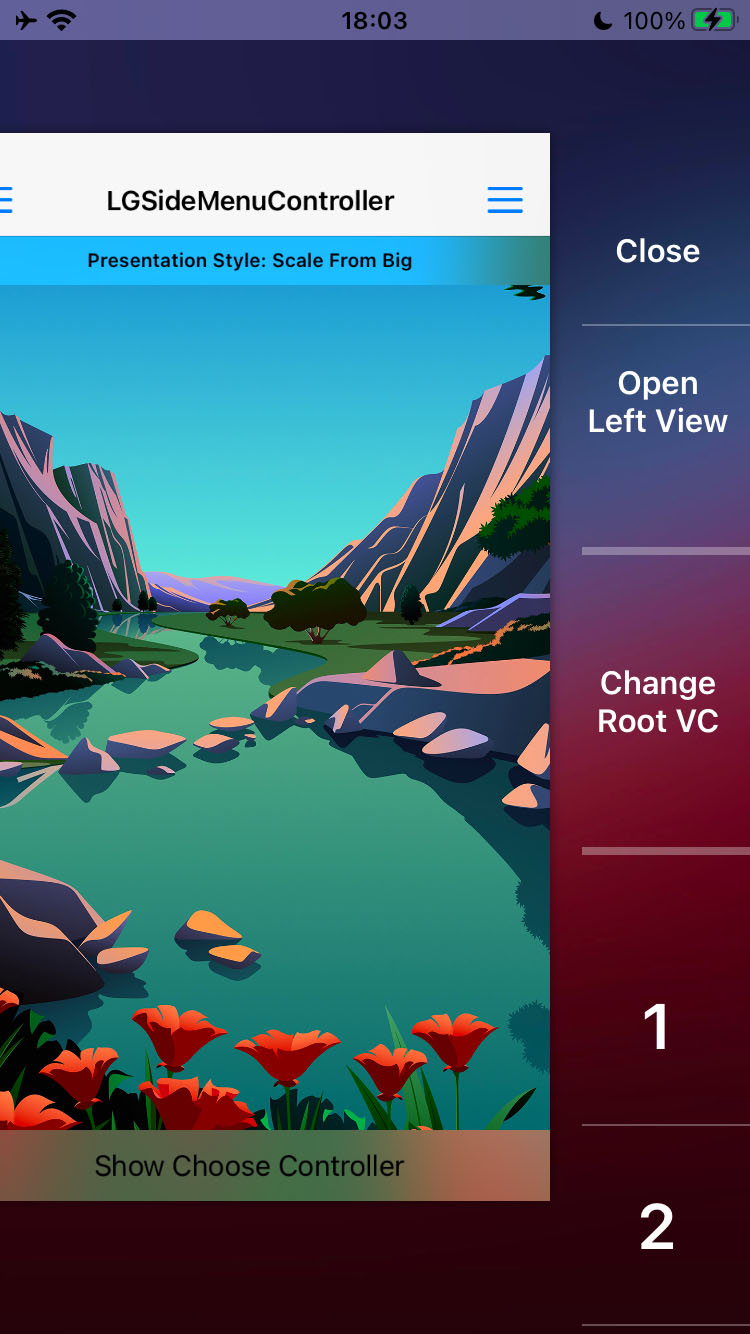 18:03
100%
LGSideMenuController
Presentation Style: Scale From Big
Show Choose Controller
Close
Open
Left View
Change
Root VC
1
2